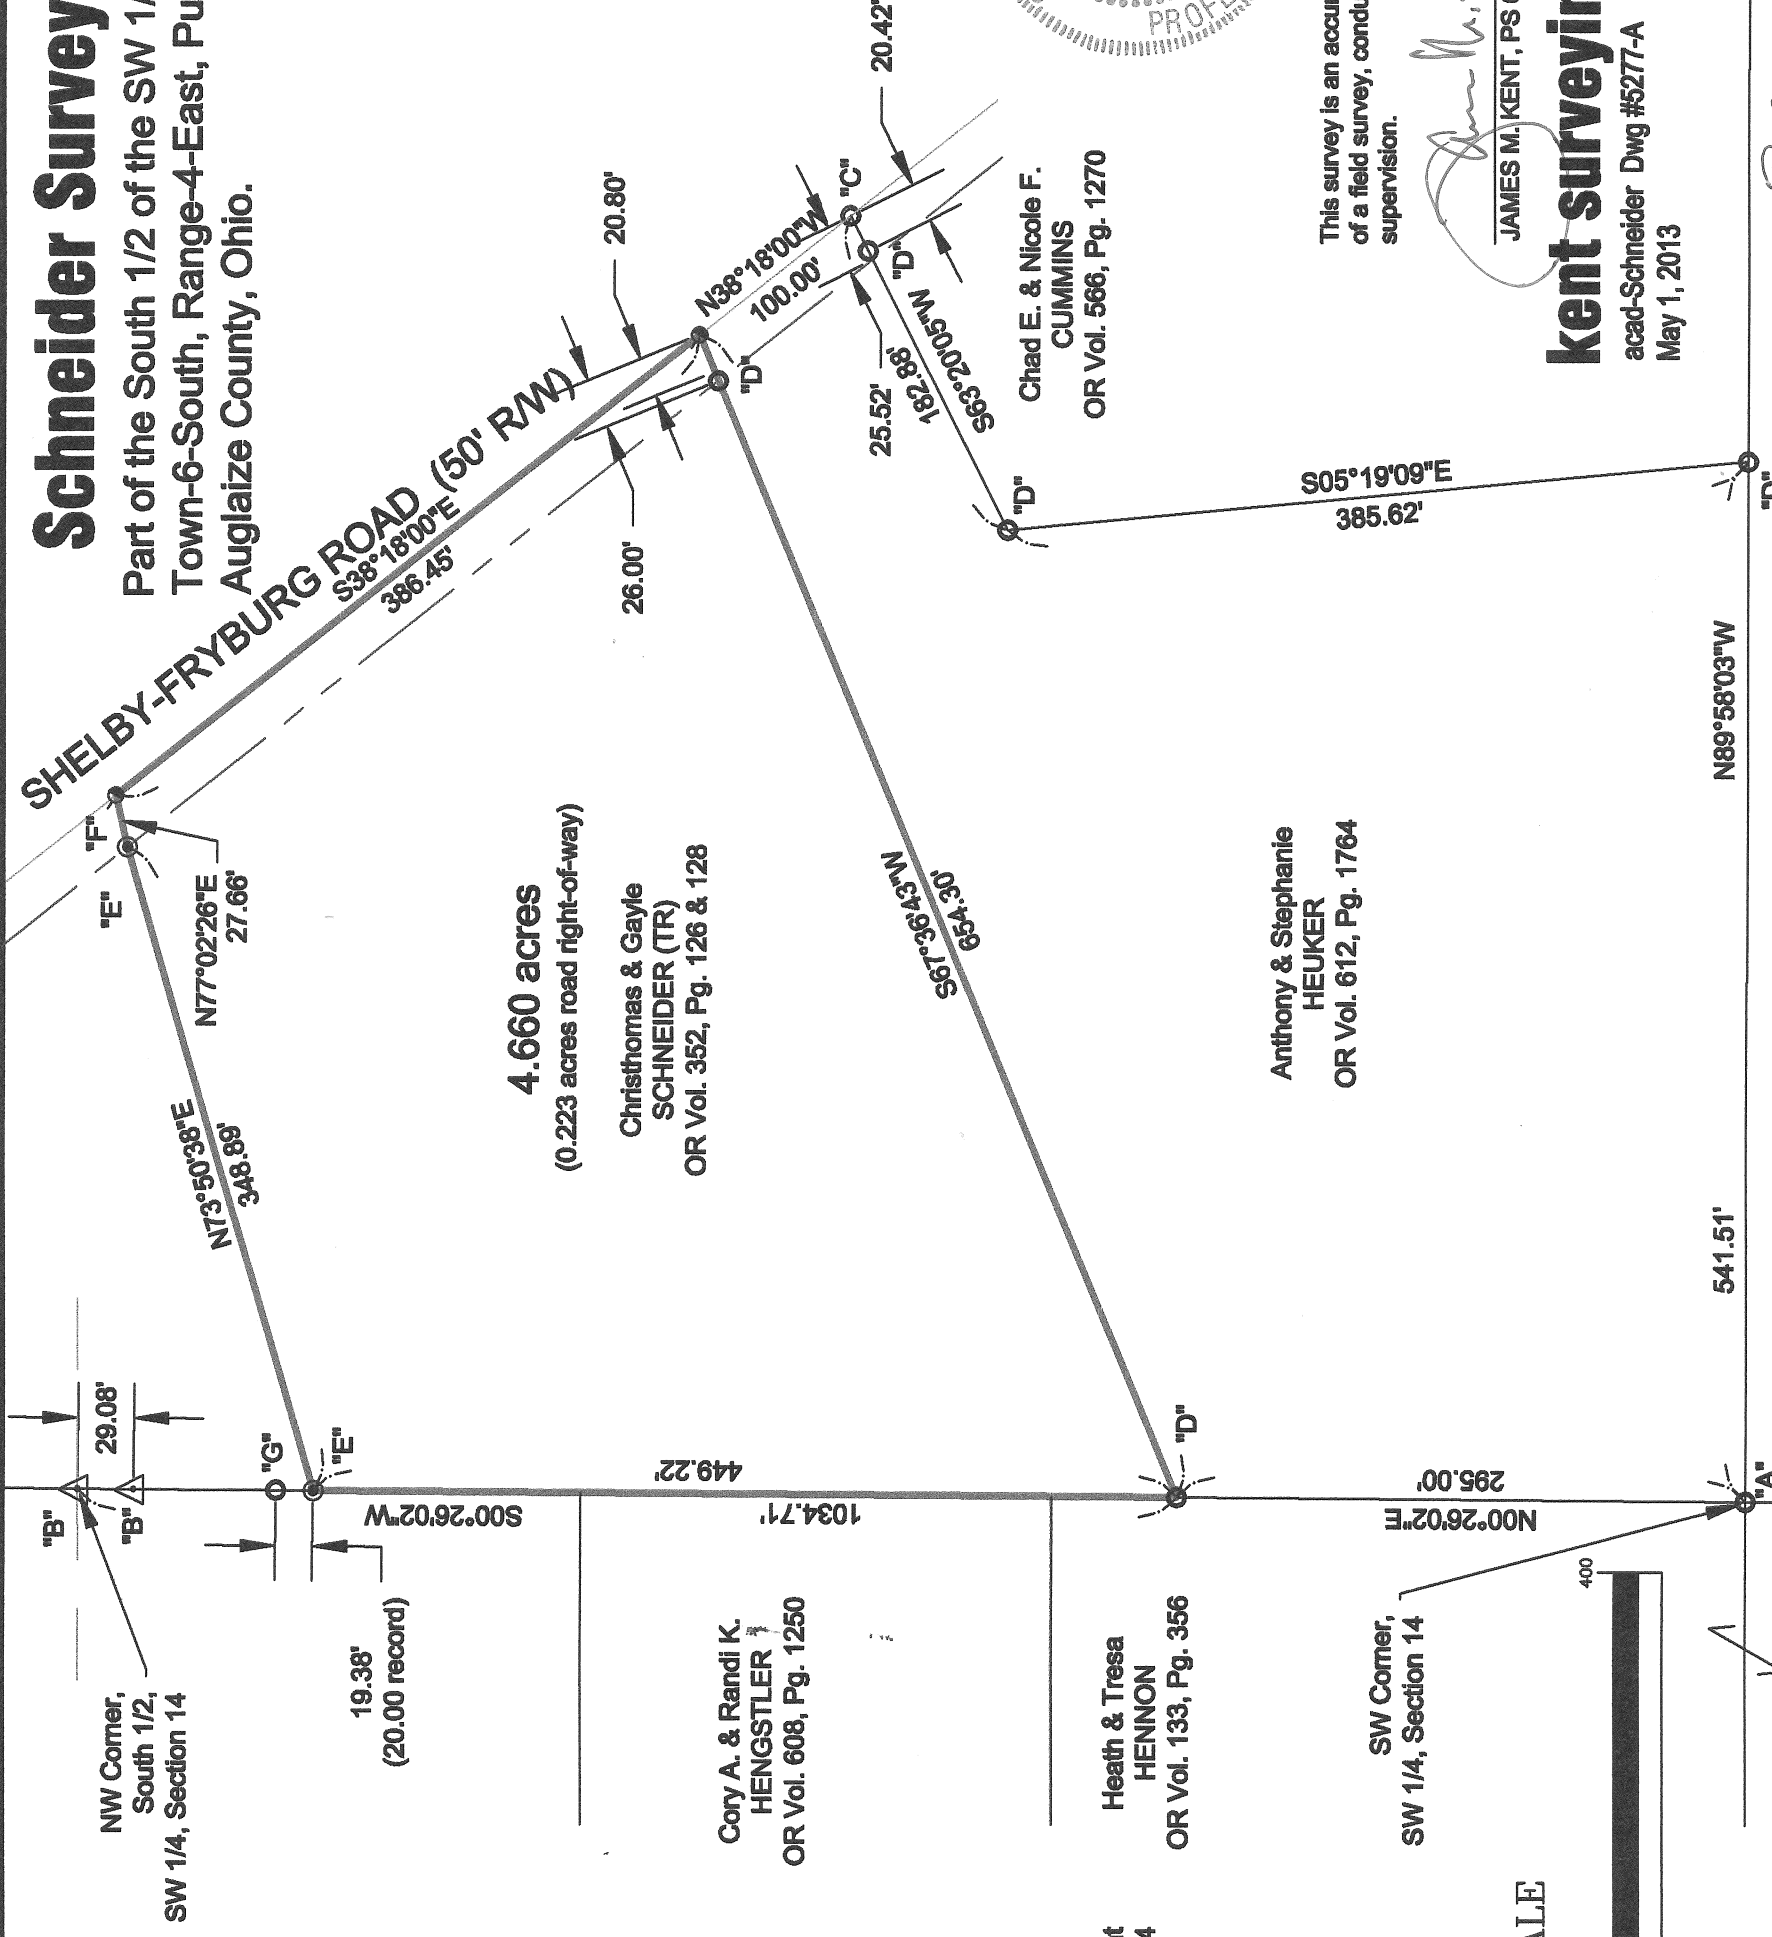 Schneider Survey
Part of the South 1/2 of the SW 1/
Town-6-South, Range-4-East, Pu
Auglaize County, Ohio.
SHELBY-FRYBURG ROAD (50' R/W)
S38°18'00"E
386.45'
20.80'
26.00'
"D"
N38°18'00"W
100.00'
"C"
20.42'
"D"
25.52'
182.88'
S63°20'05"W
"D"
Chad E. & Nicole F.
CUMMINS
OR Vol. 566, Pg. 1270
S05°19'09"E
385.62'
"D"
"F"
"E"
N77°02'26"E
27.66'
N73°50'38"E
348.89'
4.660 acres
(0.223 acres road right-of-way)
Christhomas & Gayle
SCHNEIDER (TR)
OR Vol. 352, Pg. 126 & 128
S67°36'43"W
654.30'
Anthony & Stephanie
HEUKER
OR Vol. 612, Pg. 1764
N89°58'03"W
541.51'
29.08'
"B"
"B"
"G"
"E"
NW Corner,
South 1/2,
SW 1/4, Section 14
19.38'
(20.00 record)
S00°26'02"W
449.22'
1034.71'
"D"
295.00'
N00°26'02"E
"A"
Cory A. & Randi K.
HENGSTLER
OR Vol. 608, Pg. 1250
Heath & Tresa
HENNON
OR Vol. 133, Pg. 356
SW Corner,
SW 1/4, Section 14
400
ALE
PROFE
This survey is an accur
of a field survey, condu
supervision.
JAMES M. KENT, PS
kent surveyin
acad-Schneider Dwg #5277-A
May 1, 2013